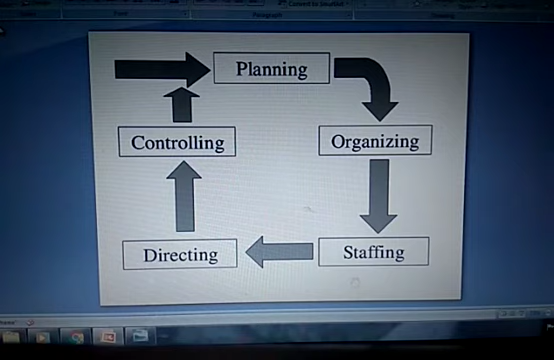 Planning
Controlling
Organizing
Directing
Staffing